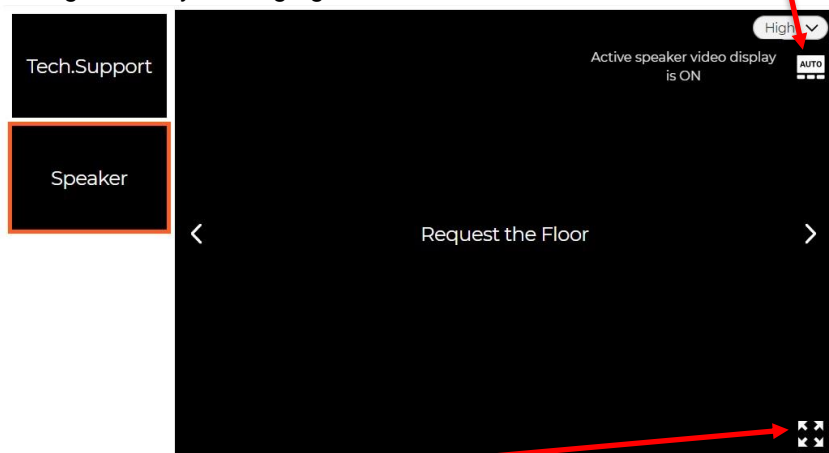 High
Tech.Support
Active speaker video display
is ON
AUTO
Speaker
Request the Floor